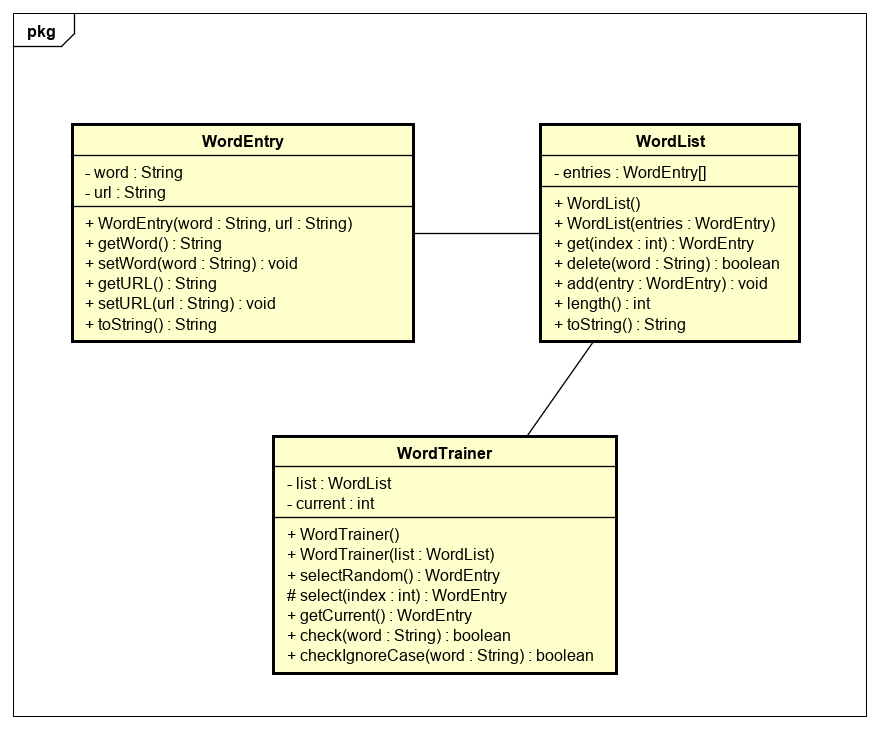 pkg
WordEntry
- word : String
- url : String
+ WordEntry(word : String, url : String)
+ getWord() : String
+ setWord(word : String) : void
+ getURL() : String
+ setURL(url : String) : void
+ toString() : String
WordList
- entries : WordEntry[]
+ WordList()
+ WordList(entries : WordEntry)
+ get(index : int) : WordEntry
+ delete(word : String) : boolean
+ add(entry : WordEntry) : void
+ length() : int
+ toString() : String
WordTrainer
- list : WordList
- current : int
+ WordTrainer()
+ WordTrainer(list : WordList)
+ selectRandom() : WordEntry
# select(index : int) : WordEntry
+ getCurrent() : WordEntry
+ check(word : String) : boolean
+ checkIgnoreCase(word : String) : boolean